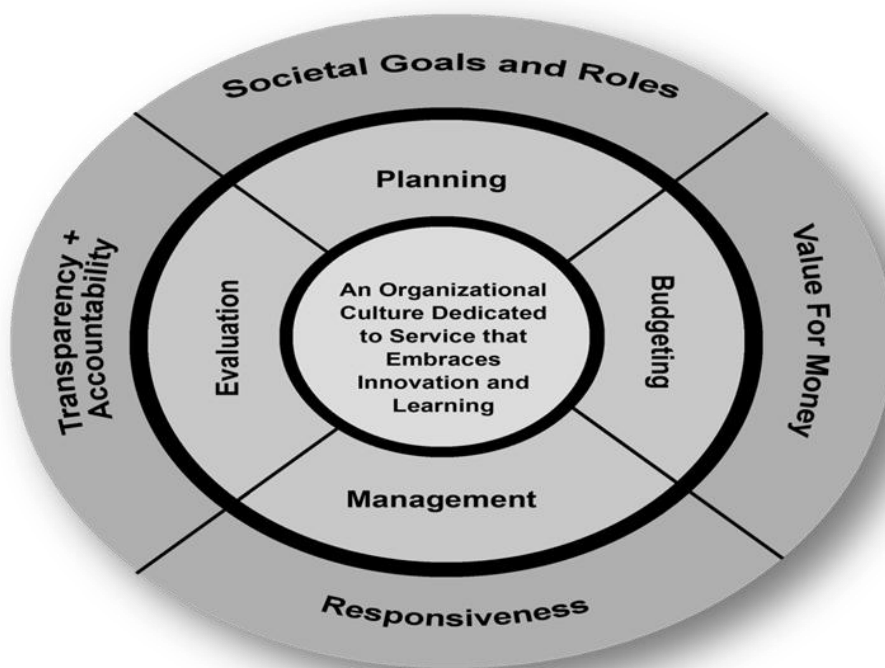 Societal Goals and Roles
Planning
Transparency +
Accountability
Evaluation
An Organizational
Culture Dedicated
to Service that
Embraces
Innovation and
Learning
Budgeting
Value For Money
Management
Responsiveness